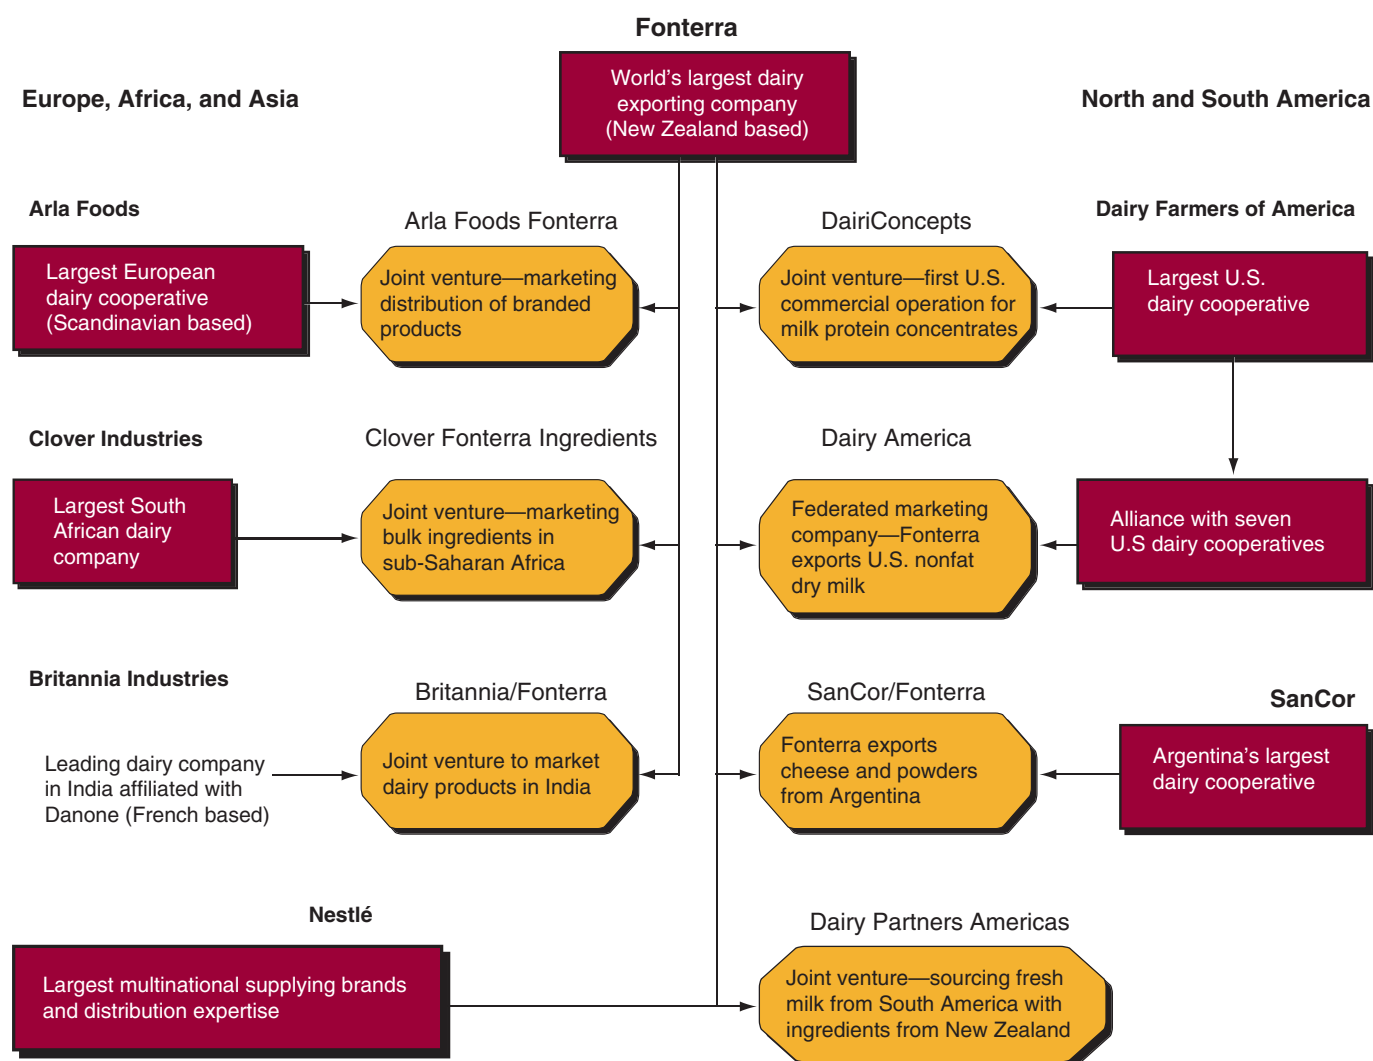 Fonterra
World's largest dairy
exporting company
(New Zealand based)
Europe, Africa, and Asia
North and South America
Arla Foods
Largest European
dairy cooperative
(Scandinavian based)
Arla Foods Fonterra
Joint venture—marketing
distribution of branded
products
DairiConcepts
Joint venture—first U.S.
commercial operation for
milk protein concentrates
Dairy Farmers of America
Largest U.S.
dairy cooperative
Clover Industries
Largest South
African dairy
company
Clover Fonterra Ingredients
Joint venture—marketing
bulk ingredients in
sub-Saharan Africa
Dairy America
Federated marketing
company—Fonterra
exports U.S. nonfat
dry milk
Alliance with seven
U.S dairy cooperatives
Britannia Industries
Leading dairy company
in India affiliated with
Danone (French based)
Britannia/Fonterra
Joint venture to market
dairy products in India
SanCor/Fonterra
Fonterra exports
cheese and powders
from Argentina
SanCor
Argentina's largest
dairy cooperative
Nestlé
Largest multinational supplying brands
and distribution expertise
Dairy Partners Americas
Joint venture—sourcing fresh
milk from South America with
ingredients from New Zealand